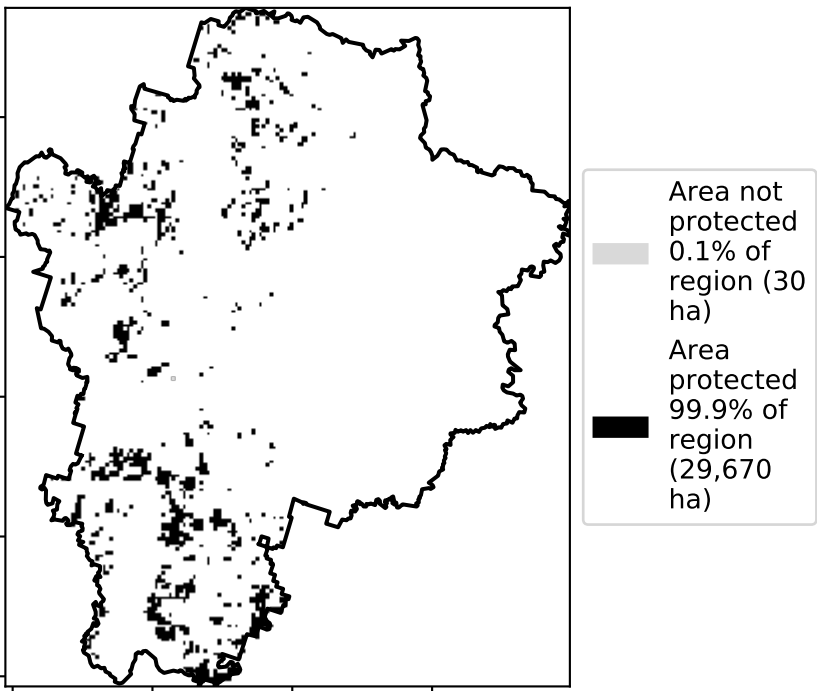 Area not
protected
0.1% of
region (30
ha)
Area
protected
99.9% of
region
(29,670
ha)